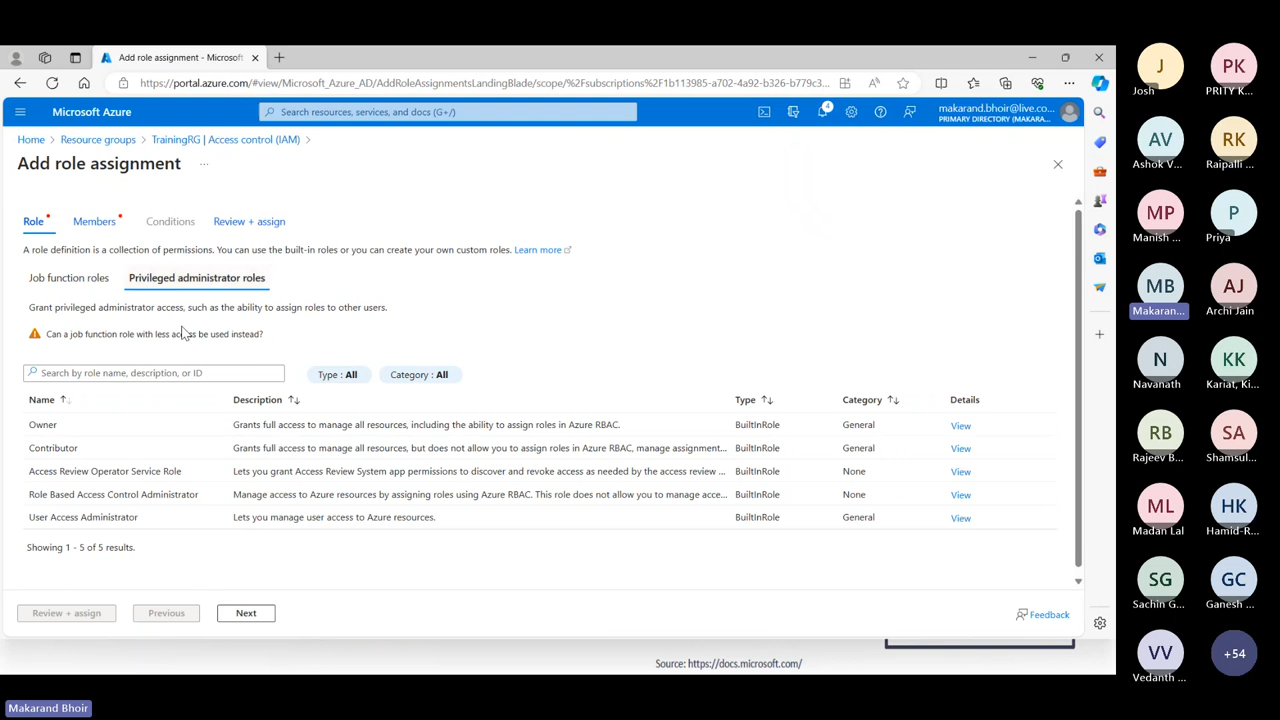 Add role assignment - Microsoft
https://portal.azure.com/#view/Microsoft_Azure_AD/AddRoleAssignmentsLandingBlade/scope/%2Fsubscriptions%2F1b113985-a702-4a92-b326-b779c3...
Microsoft Azure
Search resources, services, and docs (G+/)
4
makarand.bhoir@live.co...
PRIMARY DIRECTORY (MAKARA...
Home > Resource groups > TrainingRG | Access control (IAM) >
Add role assignment ...
Role Members Conditions Review + assign
A role definition is a collection of permissions. You can use the built-in roles or you can create your own custom roles. Learn more
Job function roles Privileged administrator roles
Grant privileged administrator access, such as the ability to assign roles to other users.
Can a job function role with less access be used instead?
Search by role name, description, or ID
Type : All
Category : All
Name Description Type Category Details
Owner Grants full access to manage all resources, including the ability to assign roles in Azure RBAC. BuiltInRole General View
Contributor Grants full access to manage all resources, but does not allow you to assign roles in Azure RBAC, manage assignment... BuiltInRole General View
Access Review Operator Service Role Lets you grant Access Review System app permissions to discover and revoke access as needed by the access review ... BuiltInRole None View
Role Based Access Control Administrator Manage access to Azure resources by assigning roles using Azure RBAC. This role does not allow you to manage acce... BuiltInRole None View
User Access Administrator Lets you manage user access to Azure resources. BuiltInRole General View
Showing 1 - 5 of 5 results.
Review + assign Previous Next
Feedback
Source: https://docs.microsoft.com/
Makarand Bhoir
J PK
Josh PRITY K...
AV RK
Ashok V... Raipalli ...
MP P
Manish ... Priya
MB AJ
Makaran... Archi Jain
N KK
Navanath Kariat, Ki...
RB SA
Rajeev B... Shamsul...
ML HK
Madan Lal Hamid-R...
SG GC
Sachin G... Ganesh ...
VV +54
Vedanth ...